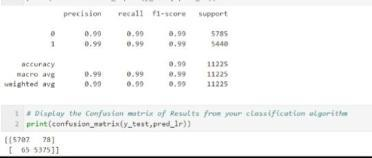 precision recall f1-score support
0 0.99 0.99 0.99 5785
1 0.99 0.99 0.99 5440
accuracy 0.99 11225
macro avg 0.99 0.99 0.99 11225
weighted avg 0.99 0.99 0.99 11225
1 # Display the Confusion matrix of Results from your classification algorithm
2 print(confusion_matrix(y_test,pred_lr))
[[5707 78]
[ 65 5375]]